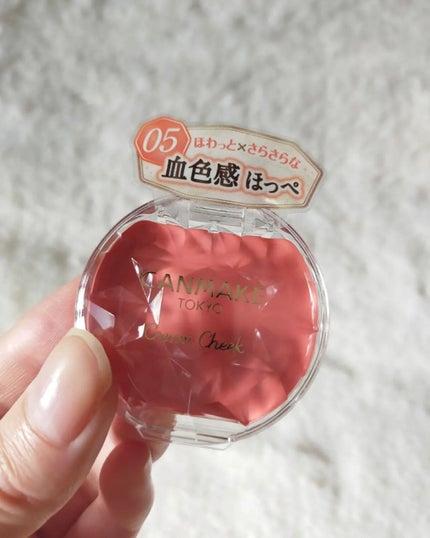 05
ほわっと×さらさらな
血色感 ほっぺ
CANMAKE
TOKYO
Cream Cheek